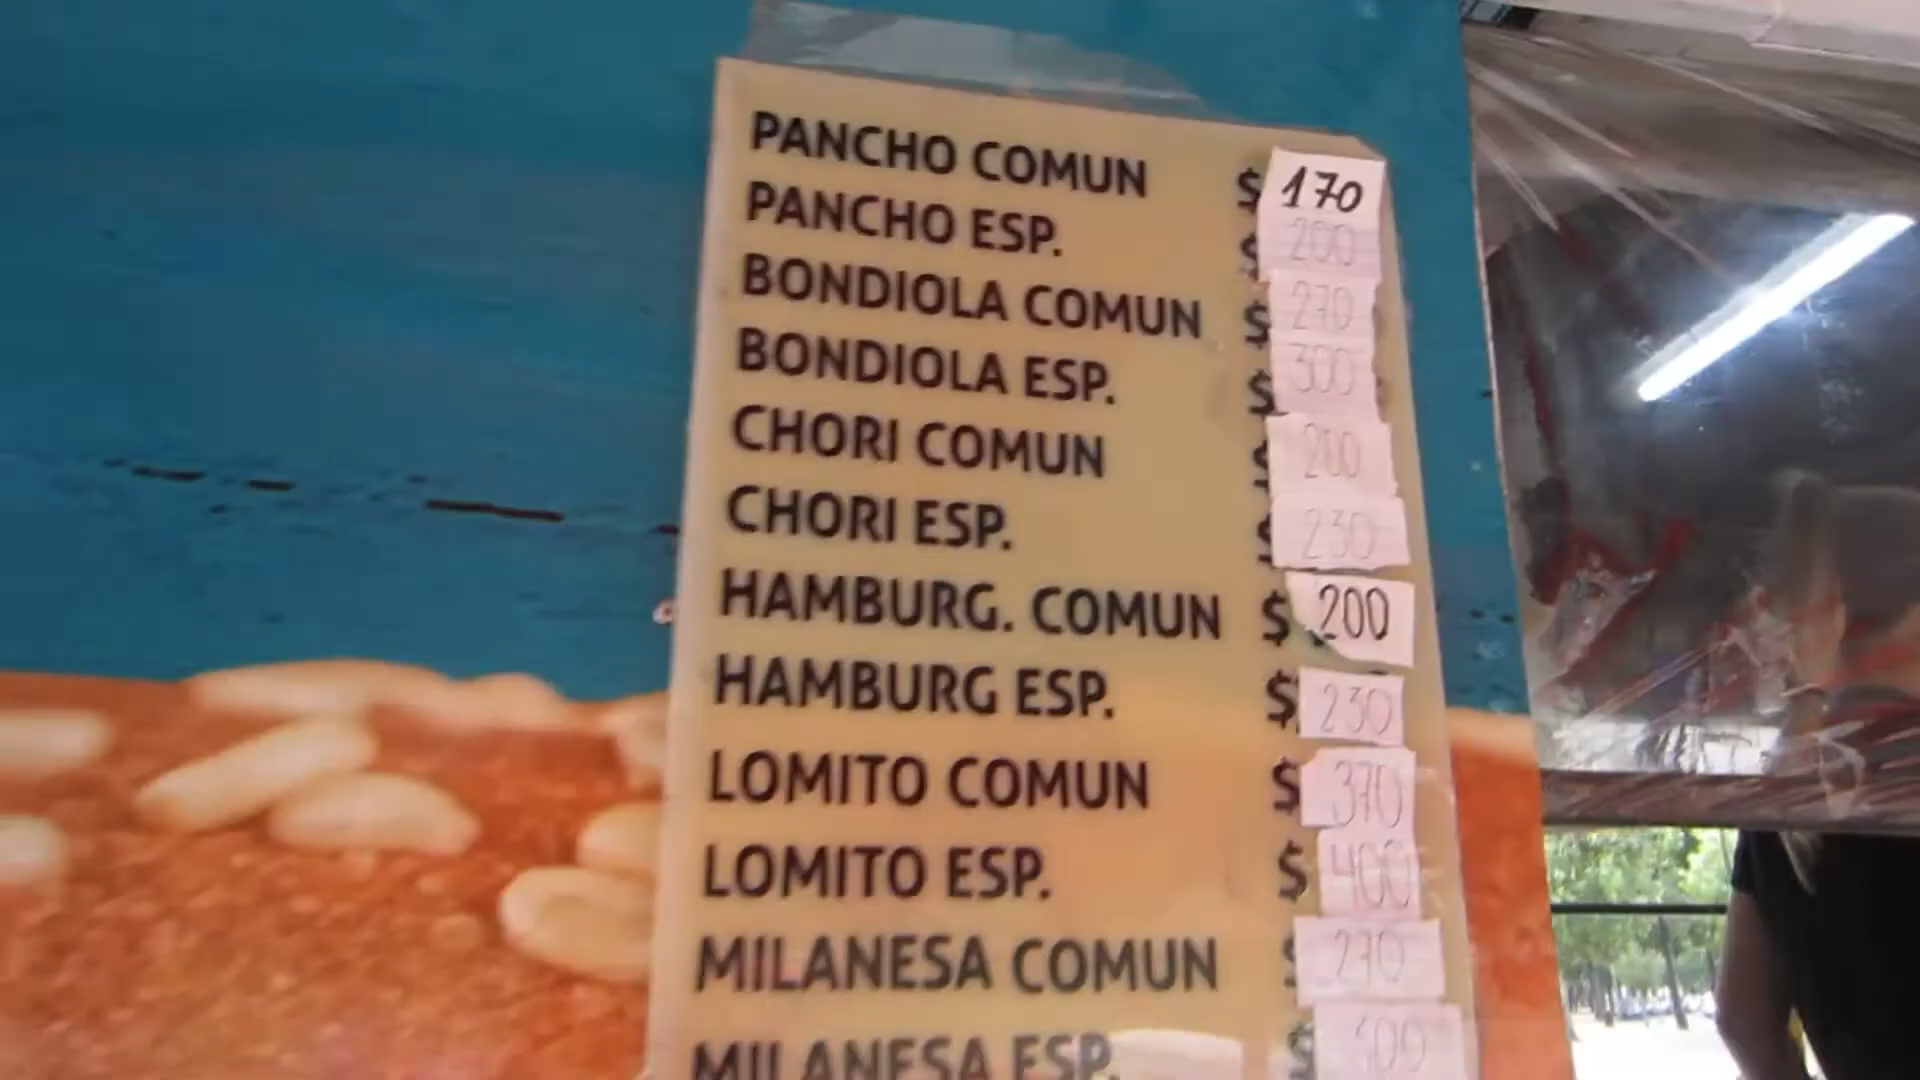 PANCHO COMUN $ 170
PANCHO ESP. $ 200
BONDIOLA COMUN $ 270
BONDIOLA ESP. $ 300
CHORI COMUN $ 200
CHORI ESP. $ 230
HAMBURG. COMUN $ 200
HAMBURG ESP. $ 230
LOMITO COMUN $ 370
LOMITO ESP. $ 400
MILANESA COMUN $ 270
MILANESA ESP. $ 300